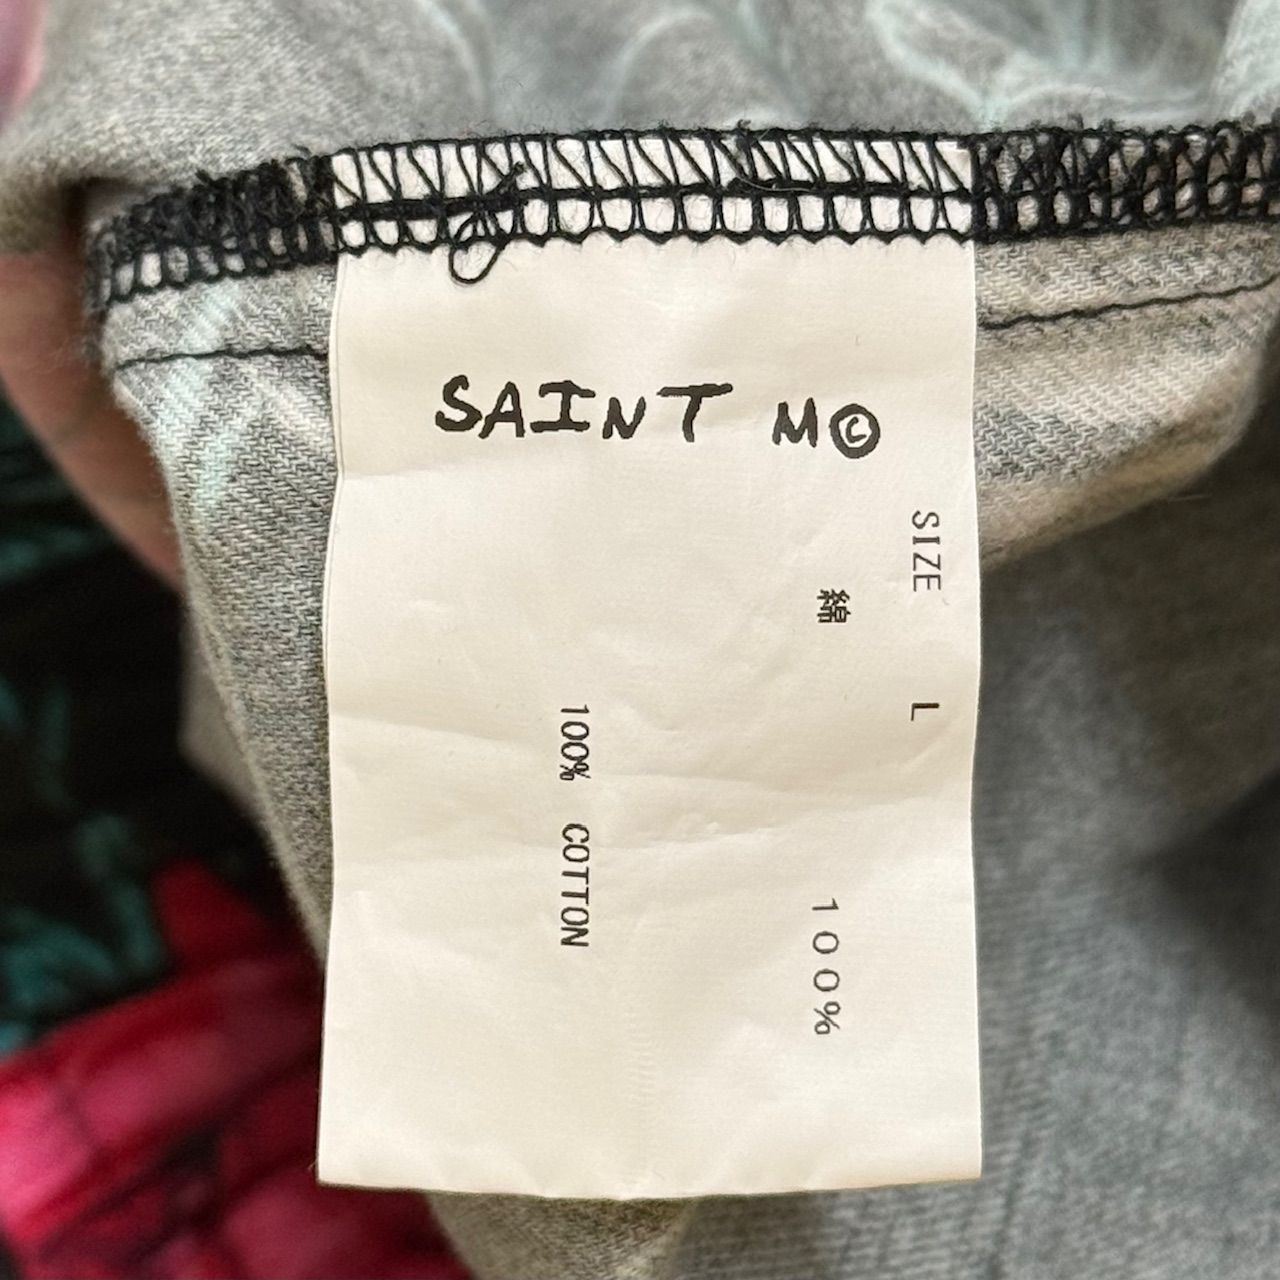 SAINT M©
SIZE L
綿 １００％
100% COTTON